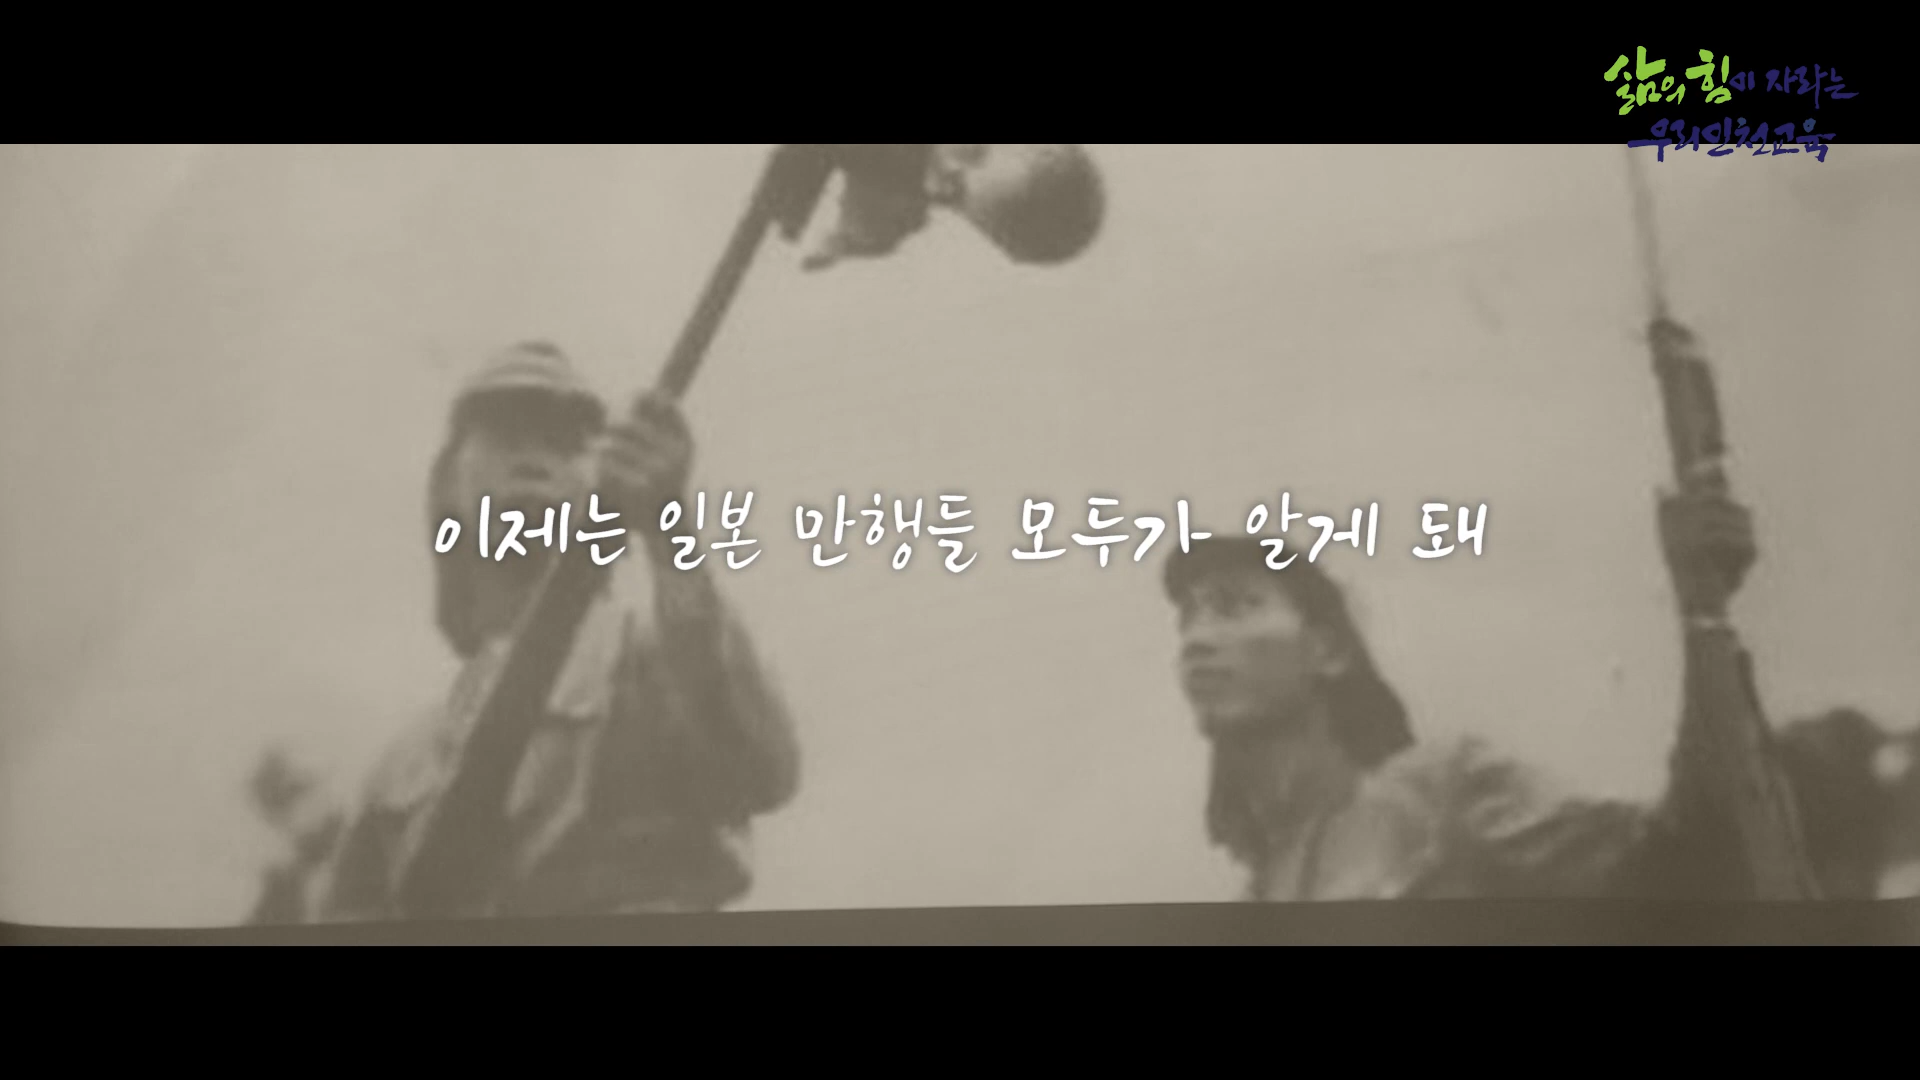 삶의 힘이 자라는
우리인천교육
이제는 일본 만행들 모두가 알게 돼